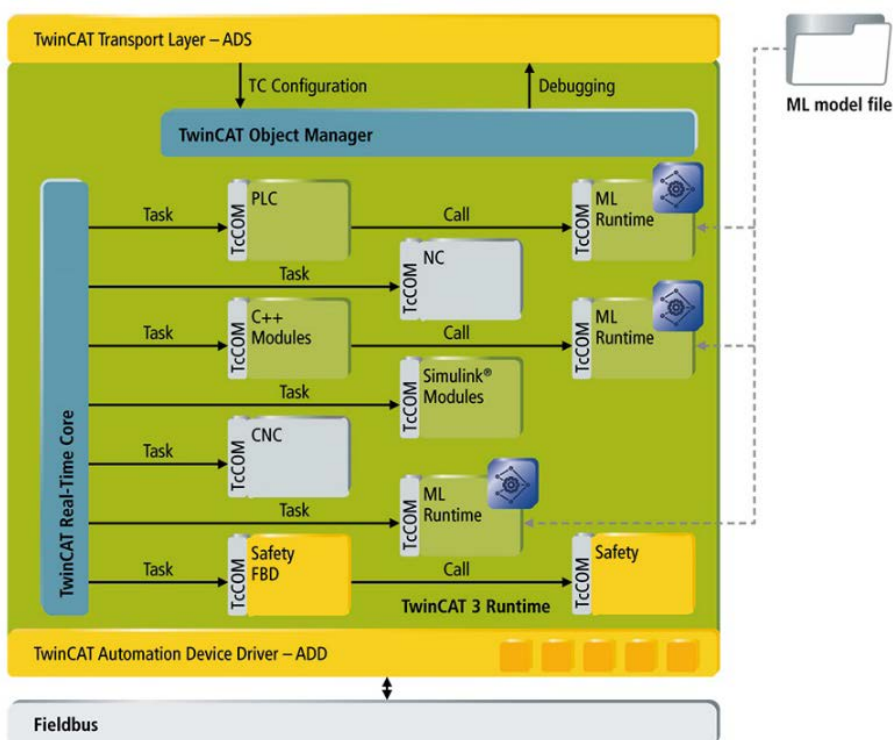 TwinCAT Transport Layer – ADS
ML model file
TC Configuration
Debugging
TwinCAT Object Manager
TwinCAT Real-Time Core
Task
TcCOM
PLC
Call
TcCOM
ML
Runtime
Task
TcCOM
NC
Task
TcCOM
C++
Modules
Call
TcCOM
ML
Runtime
Task
TcCOM
Simulink®
Modules
Task
TcCOM
CNC
Task
TcCOM
ML
Runtime
Task
TcCOM
Safety
FBD
Call
TcCOM
Safety
TwinCAT 3 Runtime
TwinCAT Automation Device Driver – ADD
Fieldbus